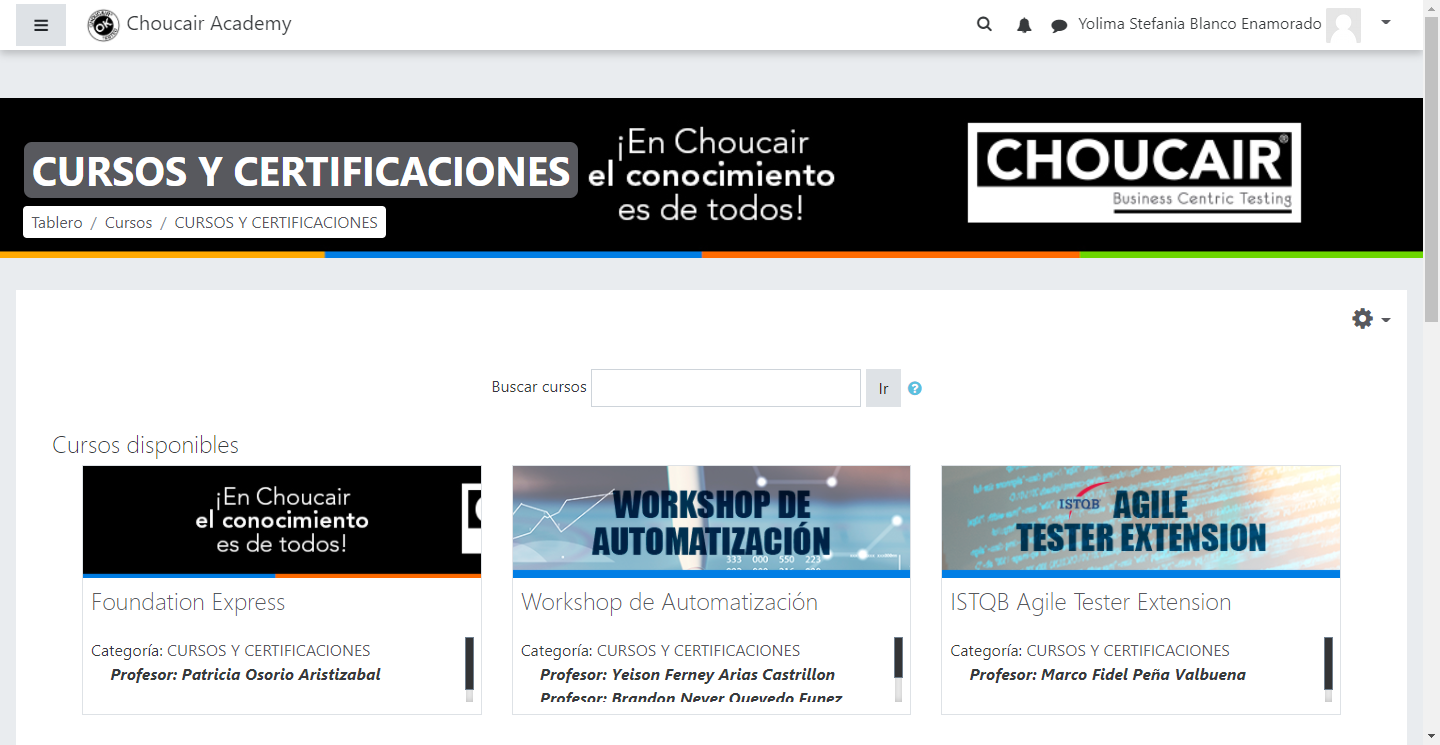 Choucair Academy
Yolima Stefania Blanco Enamorado
CURSOS Y CERTIFICACIONES
Tablero / Cursos / CURSOS Y CERTIFICACIONES
¡En Choucair
el conocimiento
es de todos!
CHOUCAIR®
Business Centric Testing
Buscar cursos
Ir
Cursos disponibles
¡En Choucair
el conocimiento
es de todos!
Foundation Express
Categoría: CURSOS Y CERTIFICACIONES
Profesor: Patricia Osorio Aristizabal
WORKSHOP DE
AUTOMATIZACIÓN
333 000 550 223
Workshop de Automatización
Categoría: CURSOS Y CERTIFICACIONES
Profesor: Yeison Ferney Arias Castrillon
Profesor: Brandon Never Quevedo Funez
ISTQB AGILE
TESTER EXTENSION
ISTQB Agile Tester Extension
Categoría: CURSOS Y CERTIFICACIONES
Profesor: Marco Fidel Peña Valbuena